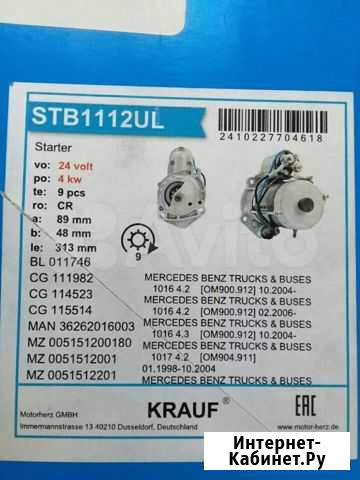 STB1112UL
2410227704618
Starter
vo: 24 volt
po: 4 kw
te: 9 pcs
ro: CR
a: 89 mm
b: 48 mm
le: 313 mm
9
BL 011746
CG 111982
CG 114523
CG 115514
MAN 36262016003
MZ 005151200180
MZ 0051512001
MZ 0051512201
MERCEDES BENZ TRUCKS & BUSES
1016 4.2 [OM900.912] 10.2004-
MERCEDES BENZ TRUCKS & BUSES
1016 4.2 [OM900.912] 02.2006-
MERCEDES BENZ TRUCKS & BUSES
1016 4.3 [OM900.912] 10.2004-
MERCEDES BENZ TRUCKS & BUSES
1017 4.2 [OM904.911]
01.1998-10.2004
MERCEDES BENZ TRUCKS & BUSES
Motorherz GMBH
Immermannstrasse 13 40210 Dusseldorf, Deutschland
KRAUF®
EAC
www.motor-herz.de
Avito
Интернет-
Кабинет.Ру